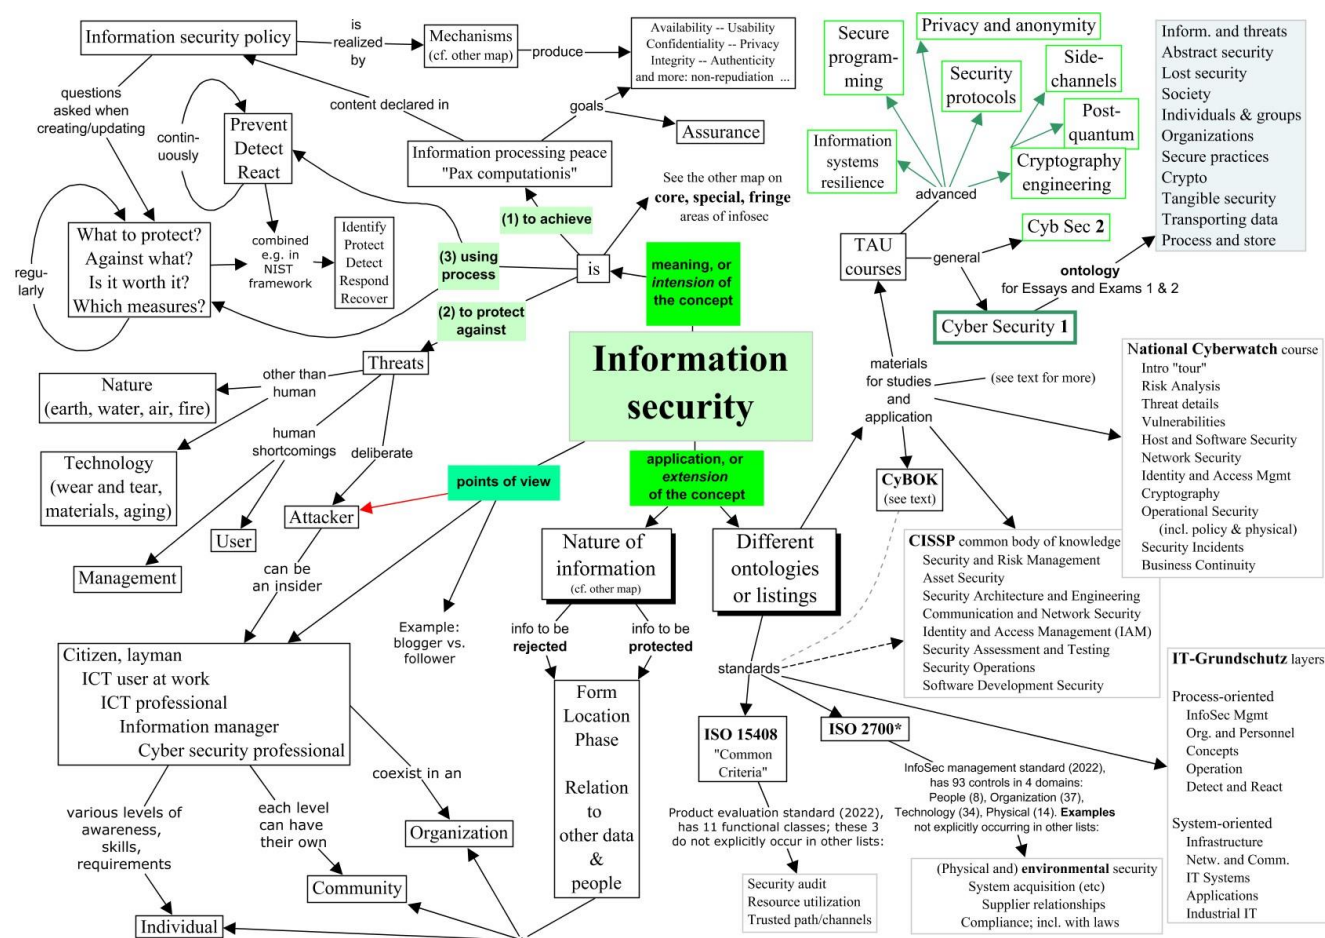 Information security policy
is
realized
by
Mechanisms
(cf. other map)
produce
Availability -- Usability
Confidentiality -- Privacy
Integrity -- Authenticity
and more: non-repudiation ...
questions
asked when
creating/updating
content declared in
goals
Assurance
contin-
uously
Prevent
Detect
React
Information processing peace
"Pax computationis"
See the other map on
core, special, fringe
areas of infosec
(1) to achieve
is
meaning, or
intension of
the concept
(3) using
process
(2) to protect
against
regu-
larly
What to protect?
Against what?
Is it worth it?
Which measures?
combined
e.g. in
NIST
framework
Identify
Protect
Detect
Respond
Recover
Information
security
Threats
other than
human
Nature
(earth, water, air, fire)
Technology
(wear and tear,
materials, aging)
human
shortcomings
deliberate
Attacker
User
Management
points of view
application, or
extension
of the concept
can be
an insider
Example:
blogger vs.
follower
Citizen, layman
ICT user at work
ICT professional
Information manager
Cyber security professional
various levels of
awareness,
skills,
requirements
each level
can have
their own
coexist in an
Organization
Community
Individual
Nature of
information
(cf. other map)
info to be
rejected
info to be
protected
Form
Location
Phase
Relation
to
other data
&
people
Different
ontologies
or listings
standards
ISO 15408
"Common
Criteria"
Product evaluation standard (2022),
has 11 functional classes; these 3
do not explicitly occur in other lists:
Security audit
Resource utilization
Trusted path/channels
ISO 2700*
InfoSec management standard (2022),
has 93 controls in 4 domains:
People (8), Organization (37),
Technology (34), Physical (14). Examples
not explicitly occurring in other lists:
(Physical and) environmental security
System acquisition (etc)
Supplier relationships
Compliance; incl. with laws
Secure
program-
ming
Privacy and anonymity
Security
protocols
Side-
channels
Post-
quantum
Information
systems
resilience
Cryptography
engineering
advanced
TAU
courses
general
Cyb Sec 2
ontology
for Essays and Exams 1 & 2
Cyber Security 1
Inform. and threats
Abstract security
Lost security
Society
Individuals & groups
Organizations
Secure practices
Crypto
Tangible security
Transporting data
Process and store
materials
for studies
and
application
(see text for more)
CyBOK
(see text)
National Cyberwatch course
Intro "tour"
Risk Analysis
Threat details
Vulnerabilities
Host and Software Security
Network Security
Identity and Access Mgmt
Cryptography
Operational Security
(incl. policy & physical)
Security Incidents
Business Continuity
CISSP common body of knowledge
Security and Risk Management
Asset Security
Security Architecture and Engineering
Communication and Network Security
Identity and Access Management (IAM)
Security Assessment and Testing
Security Operations
Software Development Security
IT-Grundschutz layers
Process-oriented
InfoSec Mgmt
Org. and Personnel
Concepts
Operation
Detect and React
System-oriented
Infrastructure
Netw. and Comm.
IT Systems
Applications
Industrial IT